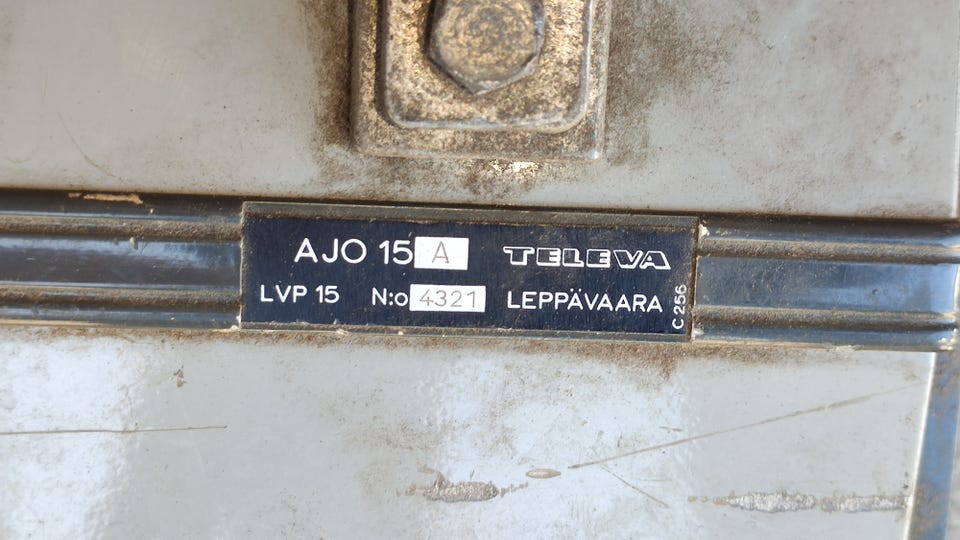 AJO 15 A TELEVA
LVP 15 N:o 4321 LEPPÄVAARA
C 256